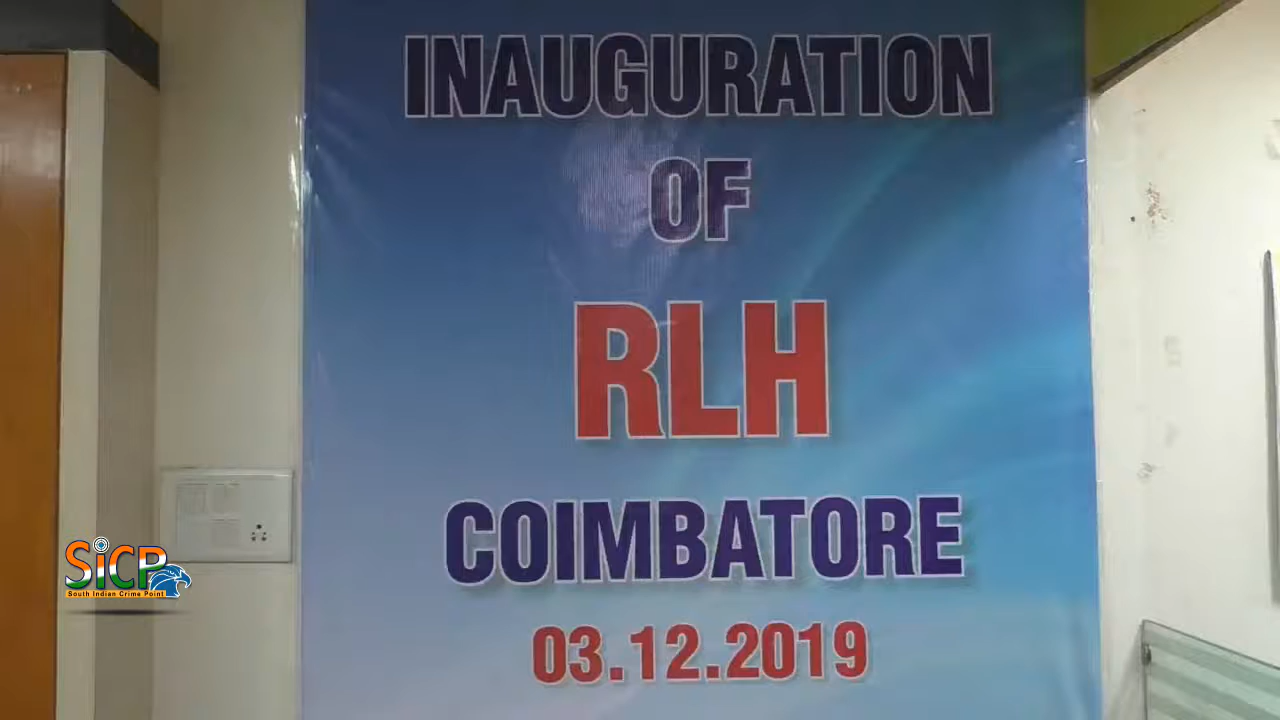 INAUGURATION
OF
RLH
COIMBATORE
03.12.2019
SiCP
South Indian Crime Point